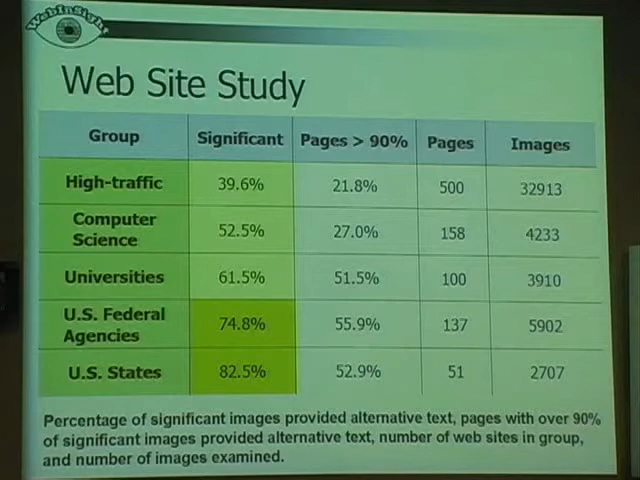 WebInSight
Web Site Study
Group Significant Pages > 90% Pages Images
High-traffic 39.6% 21.8% 500 32913
Computer
Science 52.5% 27.0% 158 4233
Universities 61.5% 51.5% 100 3910
U.S. Federal
Agencies 74.8% 55.9% 137 5902
U.S. States 82.5% 52.9% 51 2707
Percentage of significant images provided alternative text, pages with over 90%
of significant images provided alternative text, number of web sites in group,
and number of images examined.